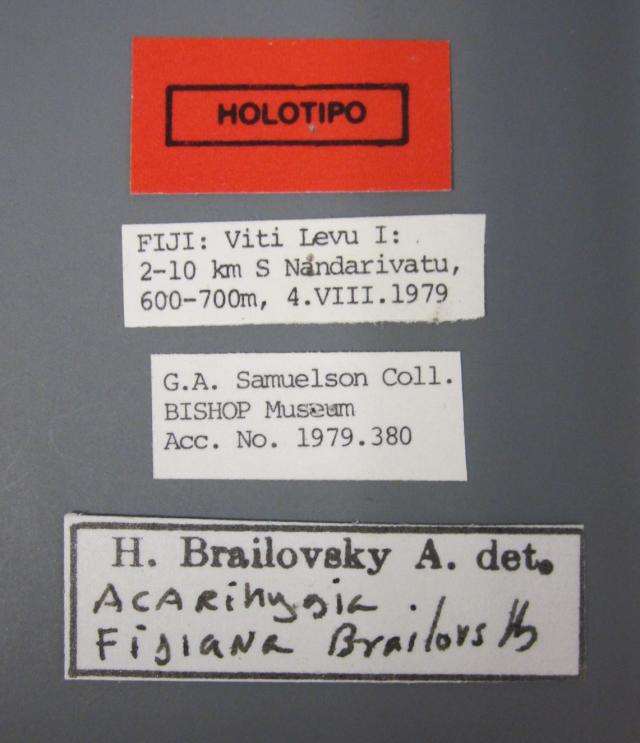 HOLOTIPO
FIJI: Viti Levu I:
2-10 km S Nandarivatu,
600-700m, 4.VIII.1979
G.A. Samuelson Coll.
BISHOP Museum
Acc. No. 1979.380
H. Brailovsky A. det.
Acarihygia
Fijiana Brailovsky